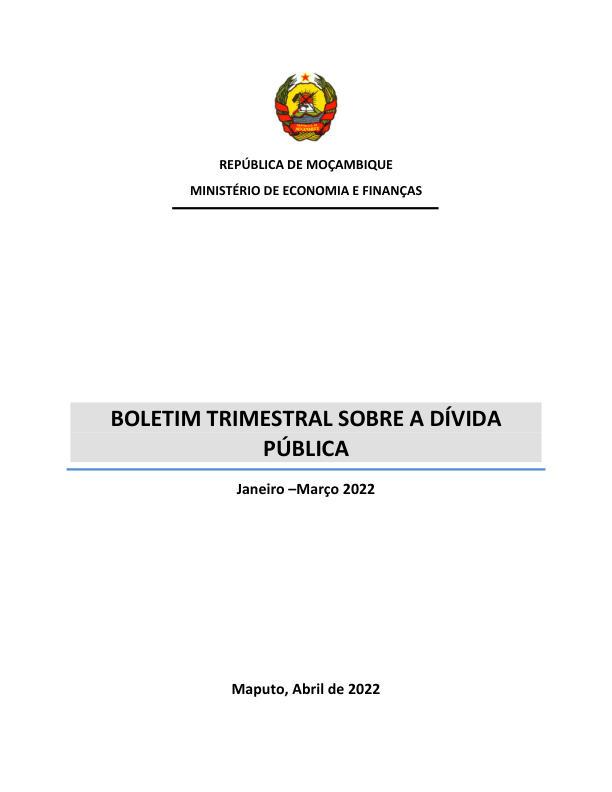 REPÚBLICA DE MOÇAMBIQUE
MINISTÉRIO DE ECONOMIA E FINANÇAS
BOLETIM TRIMESTRAL SOBRE A DÍVIDA
PÚBLICA
Janeiro –Março 2022
Maputo, Abril de 2022